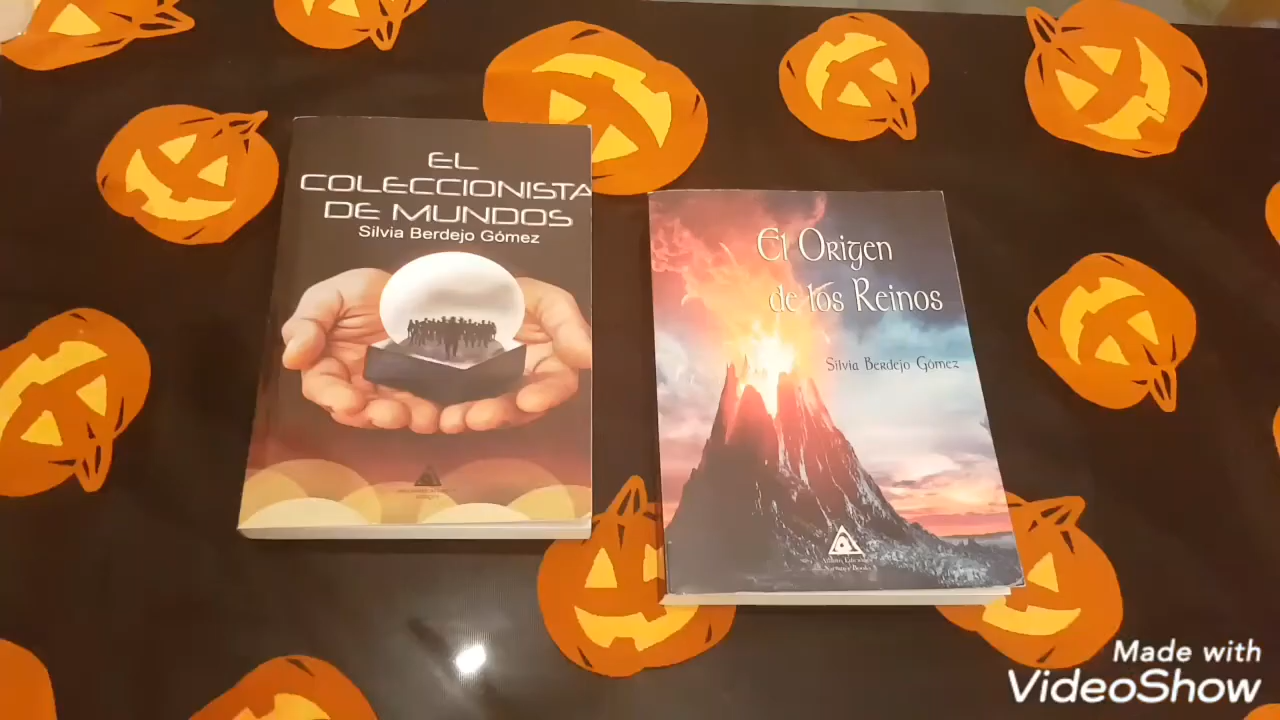 EL
COLECCIONISTA
DE MUNDOS
Silvia Berdejo Gómez
El Origen
de los Reinos
Silvia Berdejo Gómez
Made with
VideoShow